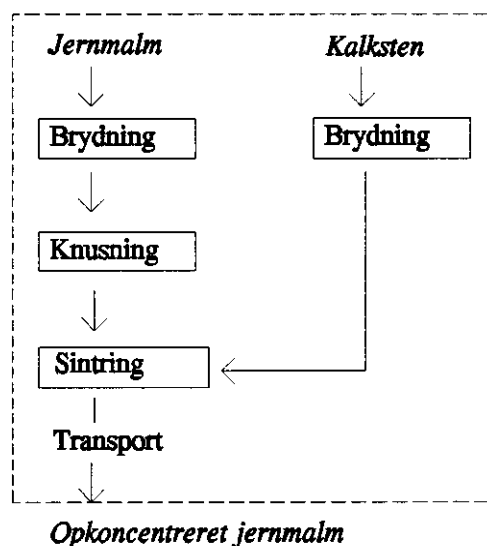 Jernmalm
Kalksten
Brydning
Brydning
Knusning
Sintring
Transport
Opkoncentreret jernmalm